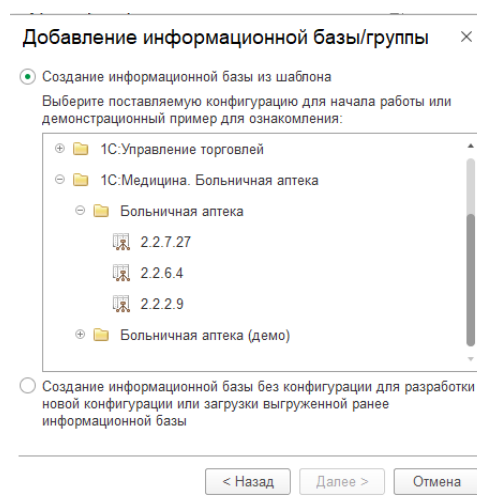 Добавление информационной базы/группы
Создание информационной базы из шаблона
Выберите поставляемую конфигурацию для начала работы или
демонстрационный пример для ознакомления:
1С:Управление торговлей
1С:Медицина. Больничная аптека
Больничная аптека
2.2.7.27
2.2.6.4
2.2.2.9
Больничная аптека (демо)
Создание информационной базы без конфигурации для разработки
новой конфигурации или загрузки выгруженной ранее
информационной базы
< Назад Далее > Отмена